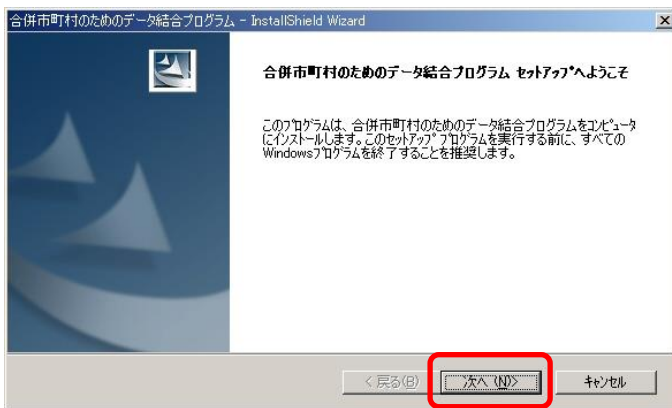 合併市町村のためのデータ結合プログラム - InstallShield Wizard
合併市町村のためのデータ結合プログラム ｾｯﾄｱｯﾌﾟへようこそ
このﾌﾟﾛｸﾞﾗﾑは、合併市町村のためのデータ結合プログラムをｺﾝﾋﾟｭｰﾀ
にインストールします。このｾｯﾄｱｯﾌﾟ ﾌﾟﾛｸﾞﾗﾑを実行する前に、すべての
Windowsﾌﾟﾛｸﾞﾗﾑを終了することを推奨します。
< 戻る(B)
次へ (N)>
ｷｬﾝｾﾙ